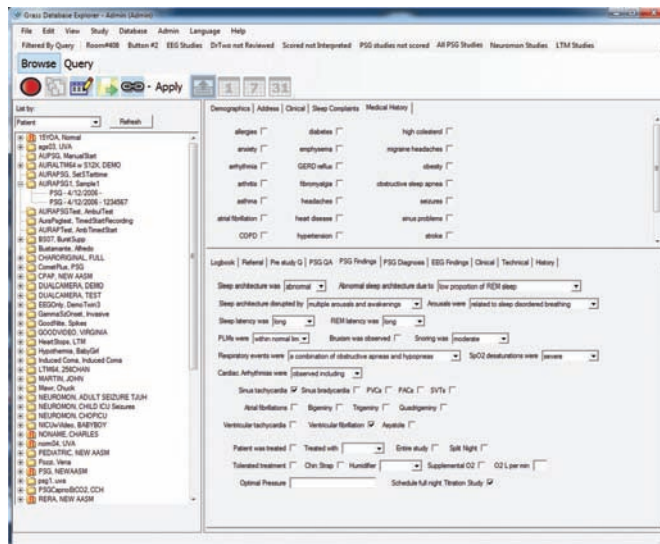 Grass Database Explorer - Admin (Admin)
File Edit View Study Database Admin Language Help
Filtered By Query Room#408 Button #2 EEG Studies DrTwo not Reviewed Scored not Interpreted PSG studies not scored All PSG Studies Neuromon Studies LTM Studies
Browse Query
- Apply 1 7 31
List by:
Patient Refresh
15YOA, Normal
age03, UVA
AUPSG, ManualStart
AURALTM64 w S12X, DEMO
AURAPSG, SetSTartime
AURAPSG1, Sample1
PSG - 4/12/2006 -
PSG - 4/12/2006 - 1234567
AURAPSGTest, AmbulTest
AuraPsgtest, TimedStartRecording
AURAPSgT, AmbTimedStart
BS07, BurstSupp
Bustamante, Alfredo
CHARORIGINAL, FULL
CometPlus, PSG
CPAP, NEW AASM
DUALCAMERA, DEMO
DUALCAMERA, TEST
EEGOnly, DemoTwin3
GammaSzOnset, Invasive
GoodNite, Spikes
GOODVIDEO, VIRGINIA
HeartStops, LTM
Hypothermia, BabyGirl
Induced Coma, Induced Coma
LTM64, 256CHAN
MARTIN, JOHN
Mavr, Chuck
NEUROMON, ADULT SEIZURE TJUH
NEUROMON, CHILD ICU Seizures
NEUROMON, CHOPICU
NICUwVideo, BABYBOY
NONAME, CHARLES
norm04, UVA
PEDIATRIC, NEW AASM
Pozzi, Vena
PSG, NEWAASM
psg1, uva
PSGCapnoEtCO2, CCH
RERA, NEW AASM
Demographics Address Clinical Sleep Complaints Medical History
allergies diabetes high colesterol
anxiety emphysema migraine headaches
arrhythmia GERD reflux obesity
arthritis fibromyalgia obstructive sleep apnea
asthma headaches seizures
atrial fibrillation heart disease sinus problems
COPD hypertension stroke
Logbook Referral Pre study Q PSG QA PSG Findings PSG Diagnosis EEG Findings Clinical Technical History
Sleep architecture was abnormal Abnormal sleep architecture due to low proportion of REM sleep
Sleep architecture disrupted by multiple arousals and awakenings Arousals were related to sleep disordered breathing
Sleep latency was long REM latency was long
PLMs were within normal lim Bruxism was observed Snoring was moderate
Respiratory events were a combination of obstructive apneas and hypopneas SpO2 desaturations were severe
Cardiac Arrhythmias were observed including
Sinus tachycardia Sinus bradycardia PVCs PACs SVTs
Atrial fibrillations Bigeminy Trigeminy Quadrigeminy
Ventricular tachycardia Ventricular fibrillation Asystole
Patient was treated Treated with Entire study Split Night
Tolerated treatment Chin Strap Humidifier Supplemental O2 O2 L per min
Optimal Pressure Schedule full night Titration Study